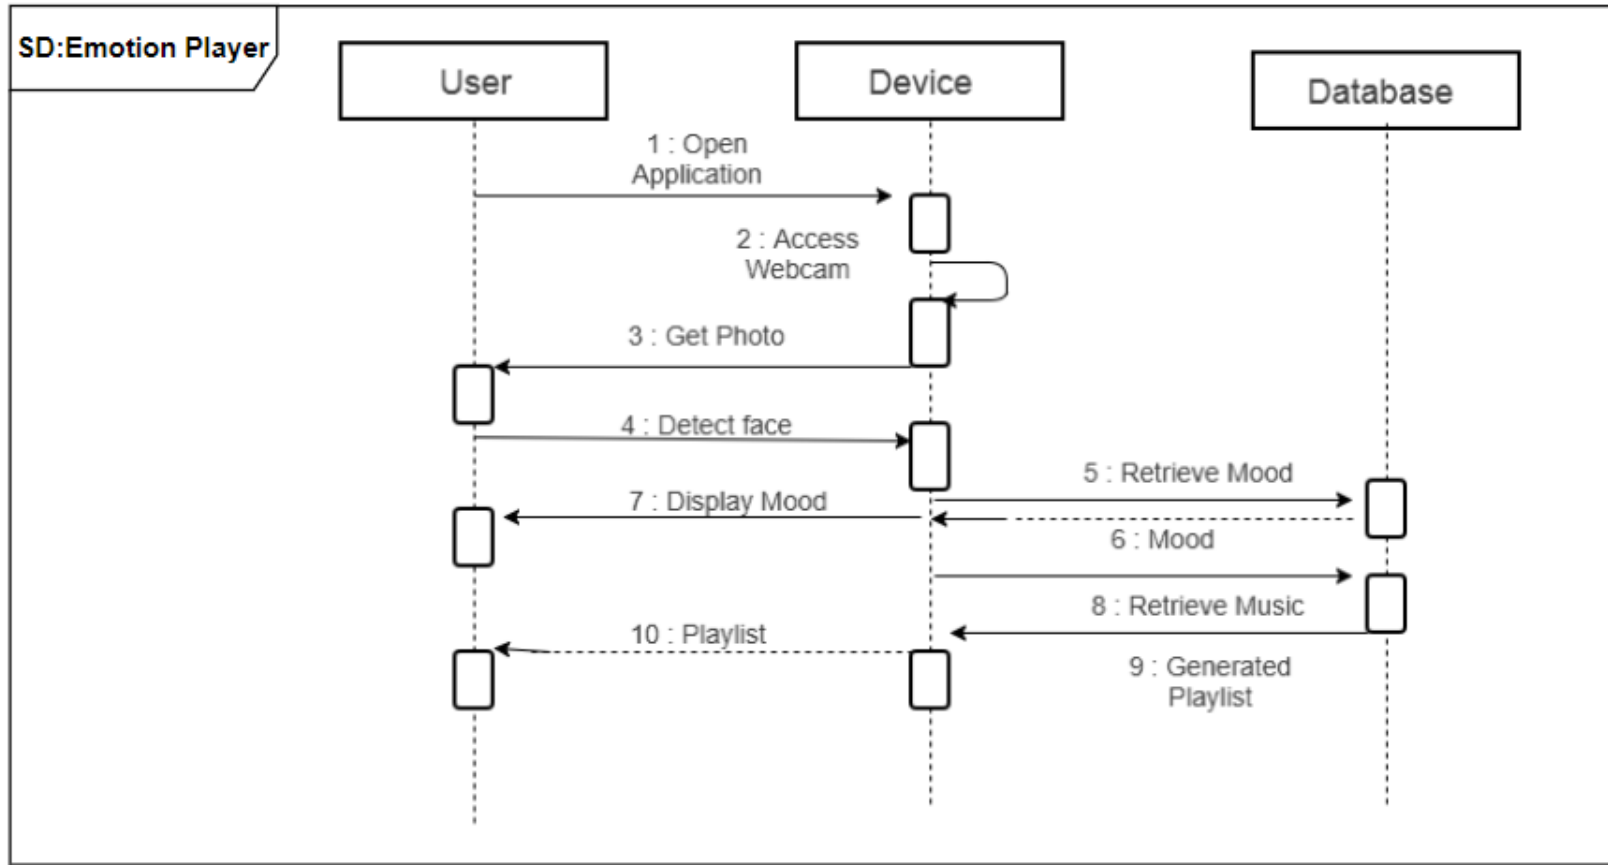 SD:Emotion Player
User
Device
Database
1 : Open
Application
2 : Access
Webcam
3 : Get Photo
4 : Detect face
5 : Retrieve Mood
7 : Display Mood
6 : Mood
8 : Retrieve Music
10 : Playlist
9 : Generated
Playlist